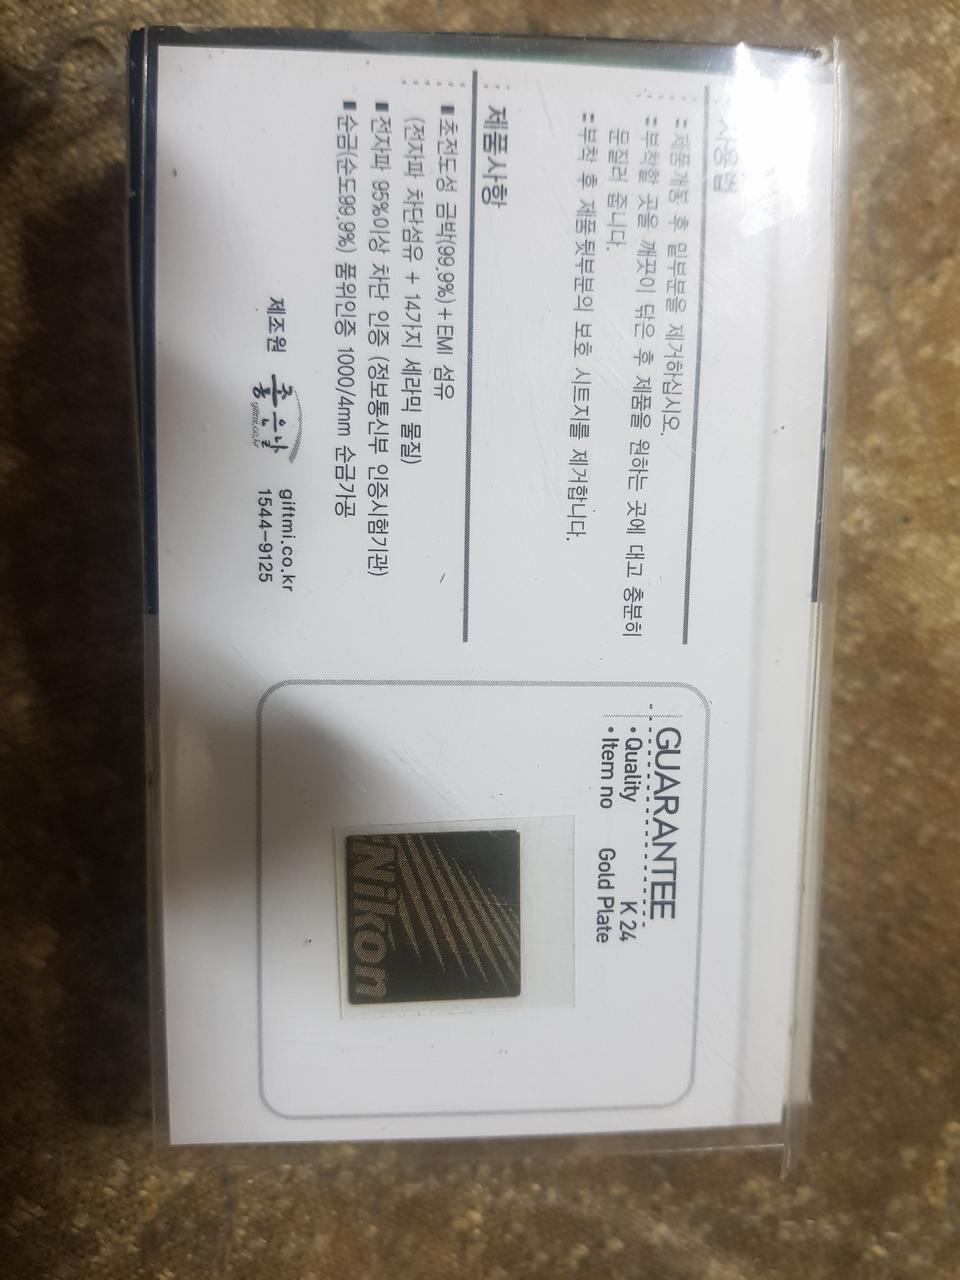 사용법
:: 제품개봉 후 밑부분을 제거하십시오.
:: 부착할 곳을 깨끗이 닦은 후 제품을 원하는 곳에 대고 충분히
문질러 줍니다.
:: 부착 후 제품뒷부분의 보호 시트지를 제거합니다.
제품사항
▮초전도성 금박(99.9%)+EMI 섬유
(전자파 차단섬유 + 14가지 세라믹 물질)
▮전자파 95%이상 차단 인증 (정보통신부 인증시험기관)
▮순금(순도99.9%) 품위인증 1000/4mm 순금가공
제조원 좋은날 giftmi.co.kr
giftmi.co.kr
1544-9125
GUARANTEE
• Quality K 24
• Item no Gold Plate
Nikon